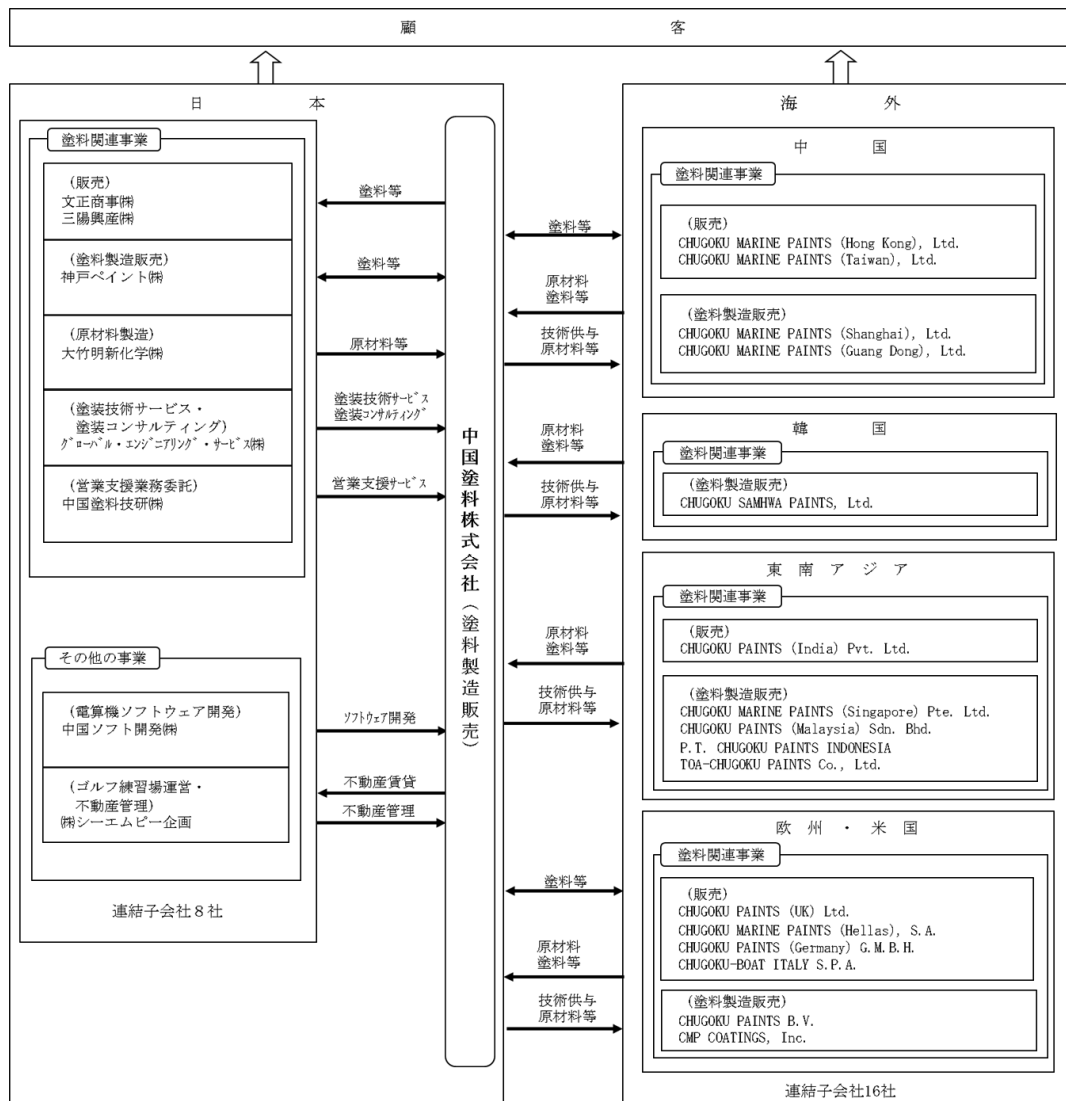 顧　客
日　本
塗料関連事業
(販売)
文正商事㈱
三陽興産㈱
(塗料製造販売)
神戸ペイント㈱
(原材料製造)
大竹明新化学㈱
(塗装技術サービス・
塗装コンサルティング)
ｸﾞﾛｰﾊﾞﾙ・ｴﾝｼﾞﾆｱﾘﾝｸﾞ・ｻｰﾋﾞｽ㈱
(営業支援業務委託)
中国塗料技研㈱
その他の事業
(電算機ソフトウェア開発)
中国ソフト開発㈱
(ゴルフ練習場運営・
不動産管理)
㈱シーエムピー企画
連結子会社８社
塗料等
塗料等
原材料等
塗装技術ｻｰﾋﾞｽ
塗装ｺﾝｻﾙﾃｨﾝｸﾞ
営業支援ｻｰﾋﾞｽ
ｿﾌﾄｳｪｱ開発
不動産賃貸
不動産管理
中国塗料株式会社(塗料製造販売)
塗料等
原材料
塗料等
技術供与
原材料等
原材料
塗料等
技術供与
原材料等
原材料
塗料等
技術供与
原材料等
塗料等
原材料
塗料等
技術供与
原材料等
海　外
中　国
塗料関連事業
(販売)
CHUGOKU MARINE PAINTS (Hong Kong), Ltd.
CHUGOKU MARINE PAINTS (Taiwan), Ltd.
(塗料製造販売)
CHUGOKU MARINE PAINTS (Shanghai), Ltd.
CHUGOKU MARINE PAINTS (Guang Dong), Ltd.
韓　国
塗料関連事業
(塗料製造販売)
CHUGOKU SAMHWA PAINTS, Ltd.
東南アジア
塗料関連事業
(販売)
CHUGOKU PAINTS (India) Pvt. Ltd.
(塗料製造販売)
CHUGOKU MARINE PAINTS (Singapore) Pte. Ltd.
CHUGOKU PAINTS (Malaysia) Sdn. Bhd.
P.T. CHUGOKU PAINTS INDONESIA
TOA-CHUGOKU PAINTS Co., Ltd.
欧州・米国
塗料関連事業
(販売)
CHUGOKU PAINTS (UK) Ltd.
CHUGOKU MARINE PAINTS (Hellas), S.A.
CHUGOKU PAINTS (Germany) G.M.B.H.
CHUGOKU-BOAT ITALY S.P.A.
(塗料製造販売)
CHUGOKU PAINTS B.V.
CMP COATINGS, Inc.
連結子会社16社